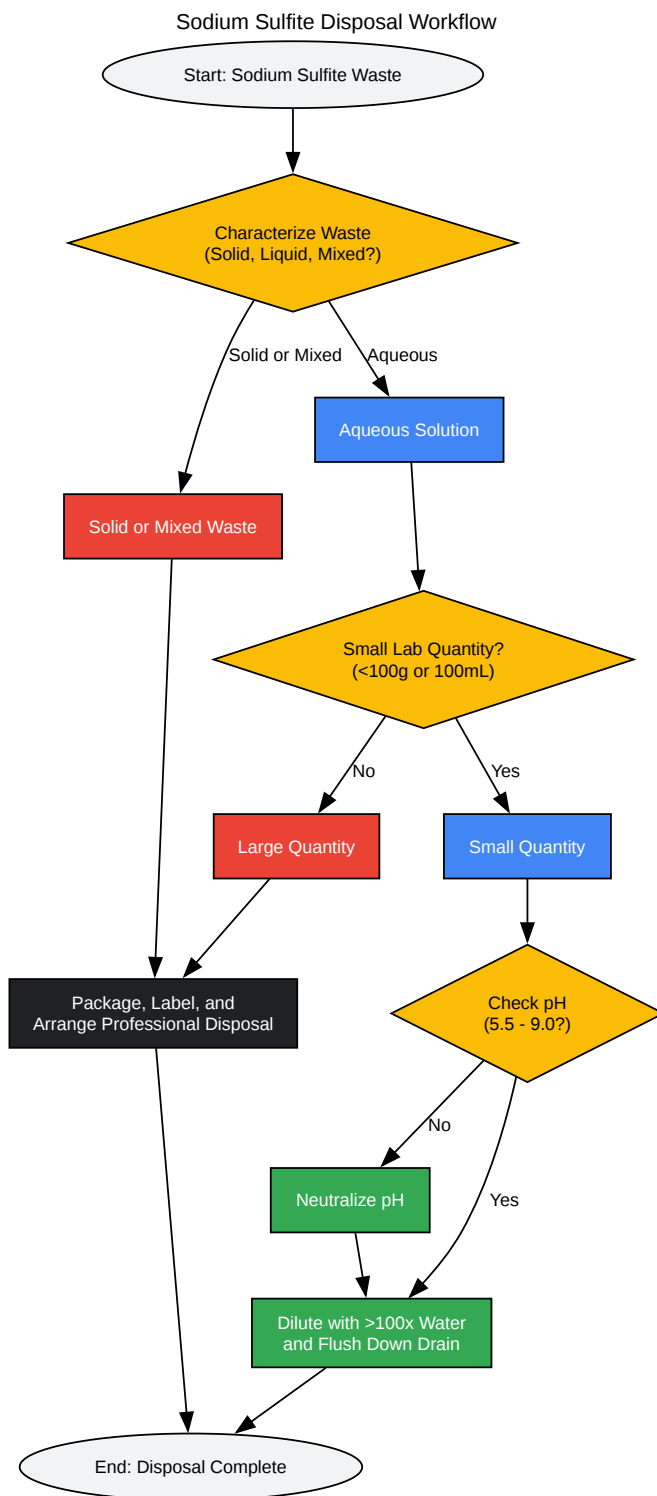 Sodium Sulfite Disposal Workflow
Start: Sodium Sulfite Waste
Characterize Waste
(Solid, Liquid, Mixed?)
Solid or Mixed
Aqueous
Aqueous Solution
Solid or Mixed Waste
Small Lab Quantity?
(<100g or 100mL)
No
Yes
Large Quantity
Small Quantity
Package, Label, and
Arrange Professional Disposal
Check pH
(5.5 - 9.0?)
No
Yes
Neutralize pH
Dilute with >100x Water
and Flush Down Drain
End: Disposal Complete